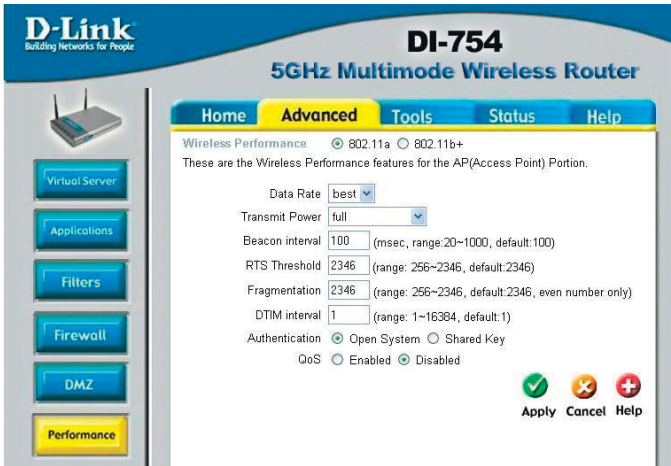 D-Link
Building Networks for People
DI-754
5GHz Multimode Wireless Router
Home Advanced Tools Status Help
Wireless Performance 802.11a 802.11b+
These are the Wireless Performance features for the AP(Access Point) Portion.
Data Rate best
Transmit Power full
Beacon interval 100 (msec, range:20~1000, default:100)
RTS Threshold 2346 (range: 256~2346, default:2346)
Fragmentation 2346 (range: 256~2346, default:2346, even number only)
DTIM interval 1 (range: 1~16384, default:1)
Authentication Open System Shared Key
QoS Enabled Disabled
Apply Cancel Help
Virtual Server
Applications
Filters
Firewall
DMZ
Performance